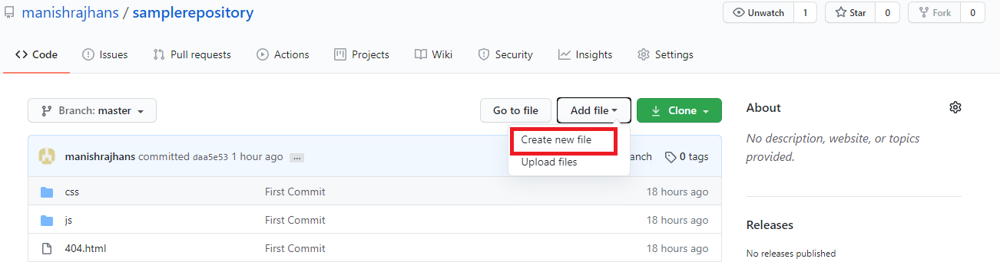 manishrajhans / samplerepository
Unwatch 1 Star 0 Fork 0
Code Issues Pull requests Actions Projects Wiki Security Insights Settings
Branch: master Go to file Add file Clone
Create new file
Upload files
manishrajhans committed daa5e53 1 hour ago ... anch 0 tags
css First Commit 18 hours ago
js First Commit 18 hours ago
404.html First Commit 18 hours ago
About
No description, website, or topics
provided.
Releases
No releases published